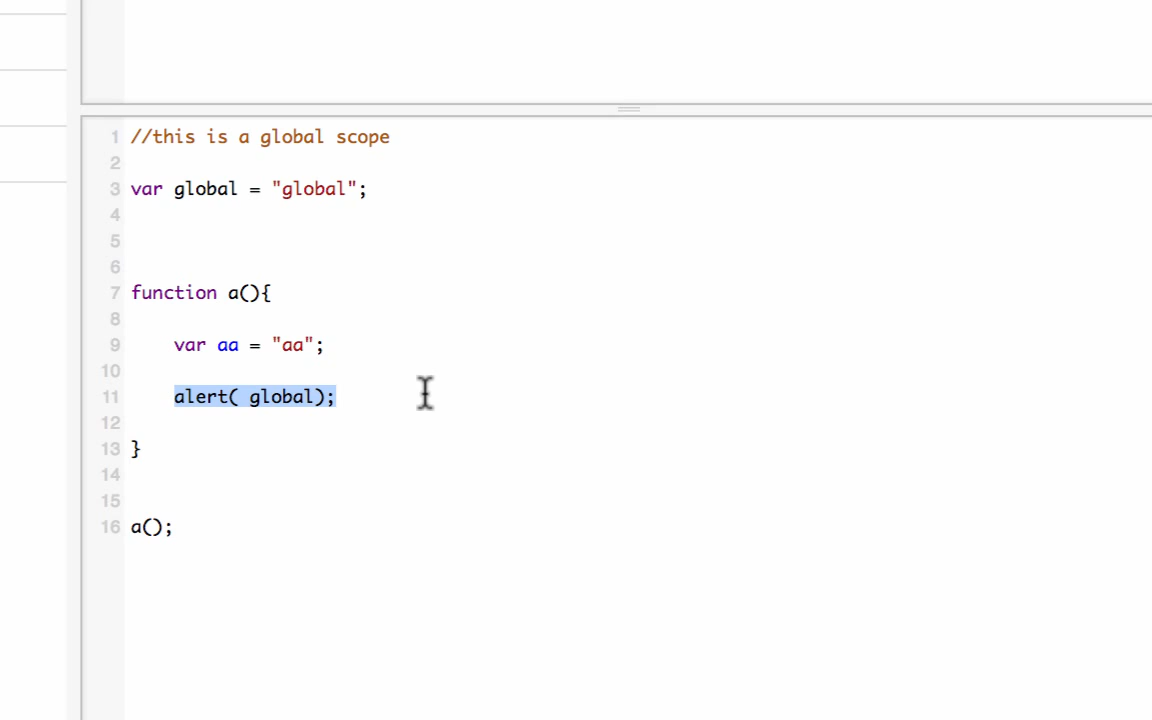 1 //this is a global scope
2
3 var global = "global";
4
5
6
7 function a(){
8
9 var aa = "aa";
10
11 alert( global);
12
13 }
14
15
16 a();